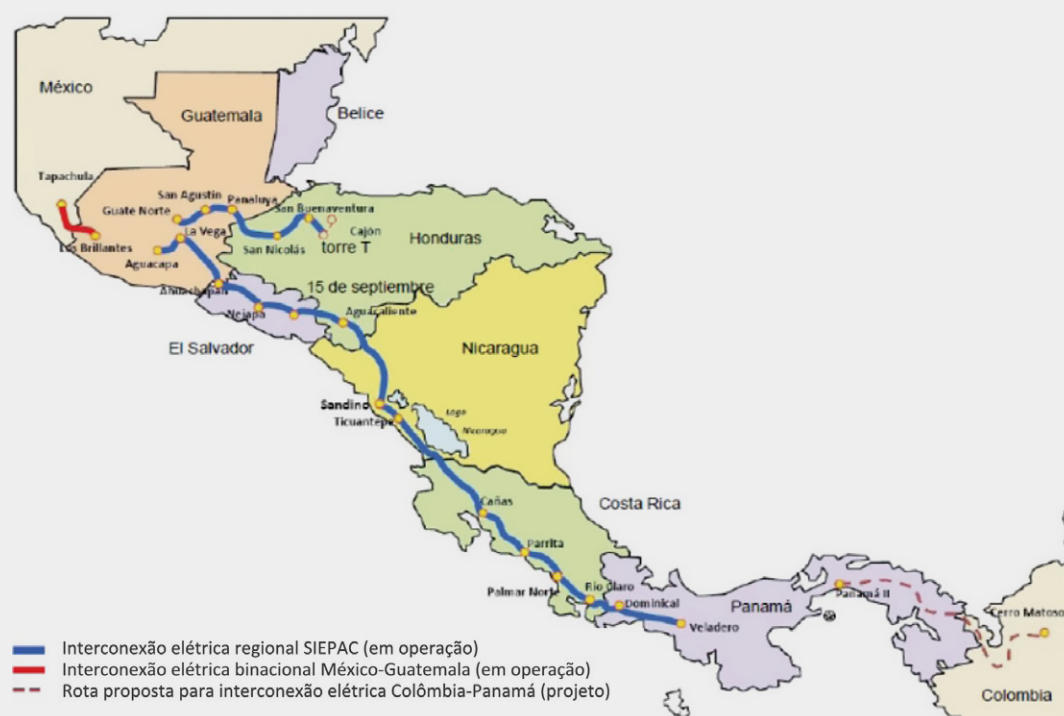 México
Guatemala
Belice
Tapachula
San Agustín
Panaluya
Guate Norte
San Buenaventura
La Vega
Cajón
Los Brillantes
San Nicolás
torre T
Honduras
Aguacapa
Ahuachapán
15 de septiembre
Nejapa
Aguacaliente
El Salvador
Nicaragua
Sandino
Lago
Ticuantepe
Nicaragua
Cañas
Costa Rica
Parrita
Palmar Norte
Rio Claro
Dominical
Panamá
Panamá II
Cerro Matoso
Veladero
Colombia
Interconexão elétrica regional SIEPAC (em operação)
Interconexão elétrica binacional México-Guatemala (em operação)
Rota proposta para interconexão elétrica Colômbia-Panamá (projeto)